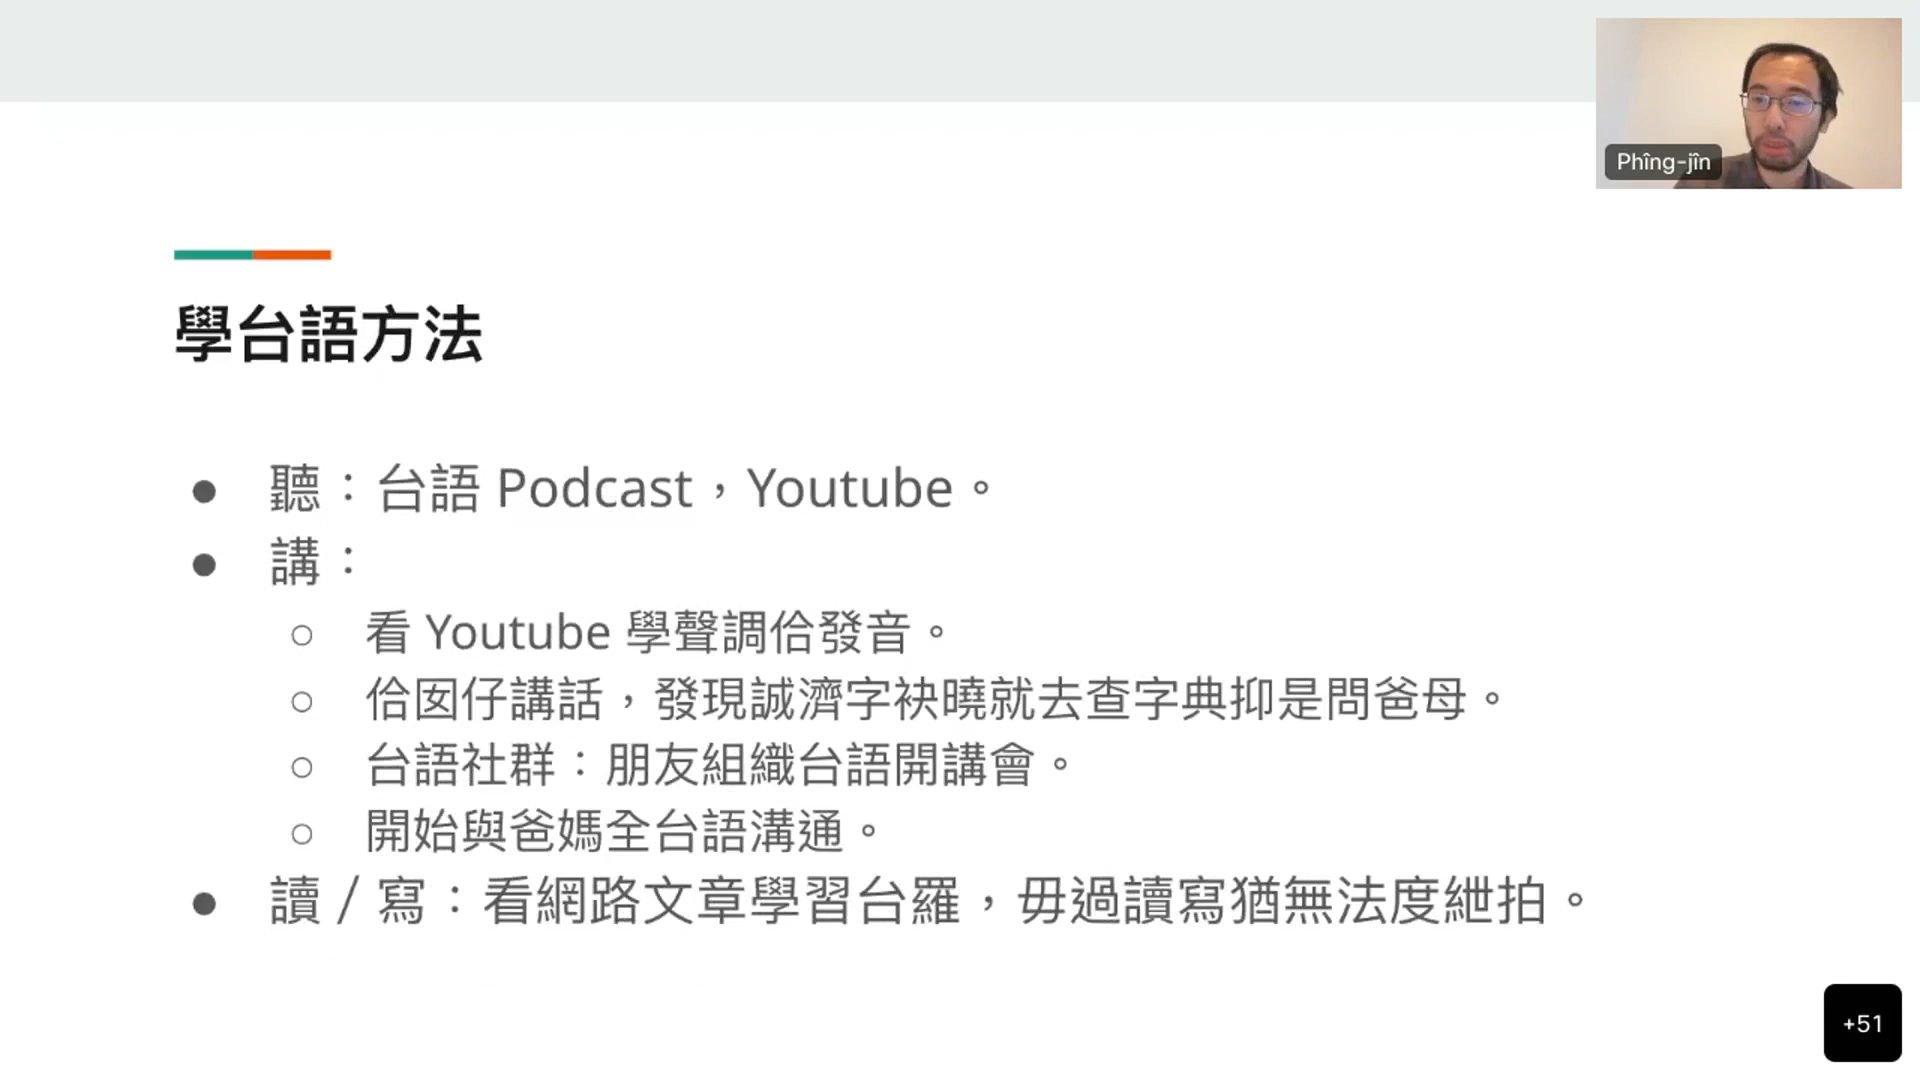 Phîng-jîn
學台語方法
● 聽：台語 Podcast，Youtube。
● 講：
○ 看 Youtube 學聲調佮發音。
○ 佮囡仔講話，發現誠濟字袂曉就去查字典抑是問爸母。
○ 台語社群：朋友組織台語開講會。
○ 開始與爸媽全台語溝通。
● 讀 / 寫：看網路文章學習台羅，毋過讀寫猶無法度紲拍。
+51